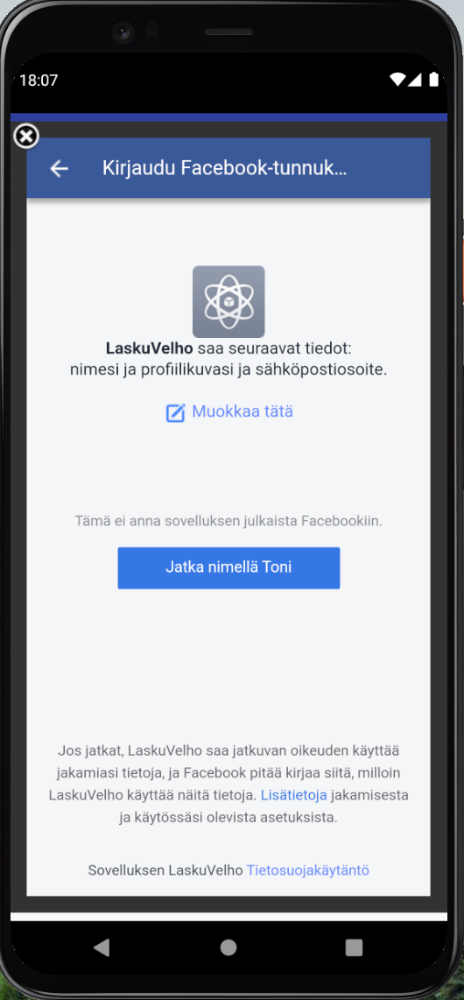 18:07
Kirjaudu Facebook-tunnuk...
LaskuVelho saa seuraavat tiedot:
nimesi ja profiilikuvasi ja sähköpostiosoite.
Muokkaa tätä
Tämä ei anna sovelluksen julkaista Facebookiin.
Jatka nimellä Toni
Jos jatkat, LaskuVelho saa jatkuvan oikeuden käyttää
jakamiasi tietoja, ja Facebook pitää kirjaa siitä, milloin
LaskuVelho käyttää näitä tietoja. Lisätietoja jakamisesta
ja käytössäsi olevista asetuksista.
Sovelluksen LaskuVelho Tietosuojakäytäntö